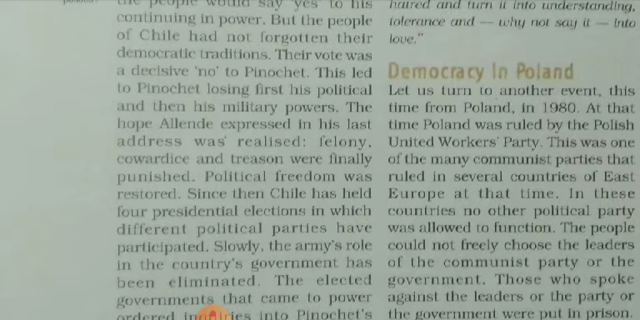 the people would say 'yes' to his
continuing in power. But the people
of Chile had not forgotten their
democratic traditions. Their vote was
a decisive 'no' to Pinochet. This led
to Pinochet losing first his political
and then his military powers. The
hope Allende expressed in his last
address was realised: felony,
cowardice and treason were finally
punished. Political freedom was
restored. Since then Chile has held
four presidential elections in which
different political parties have
participated. Slowly, the army's role
in the country's government has
been eliminated. The elected
governments that came to power
ordered inquiries into Pinochet's
hatred and turn it into understanding,
tolerance and — why not say it — into
love."
Democracy in Poland
Let us turn to another event, this
time from Poland, in 1980. At that
time Poland was ruled by the Polish
United Workers' Party. This was one
of the many communist parties that
ruled in several countries of East
Europe at that time. In these
countries no other political party
was allowed to function. The people
could not freely choose the leaders
of the communist party or the
government. Those who spoke
against the leaders or the party or
the government were put in prison.